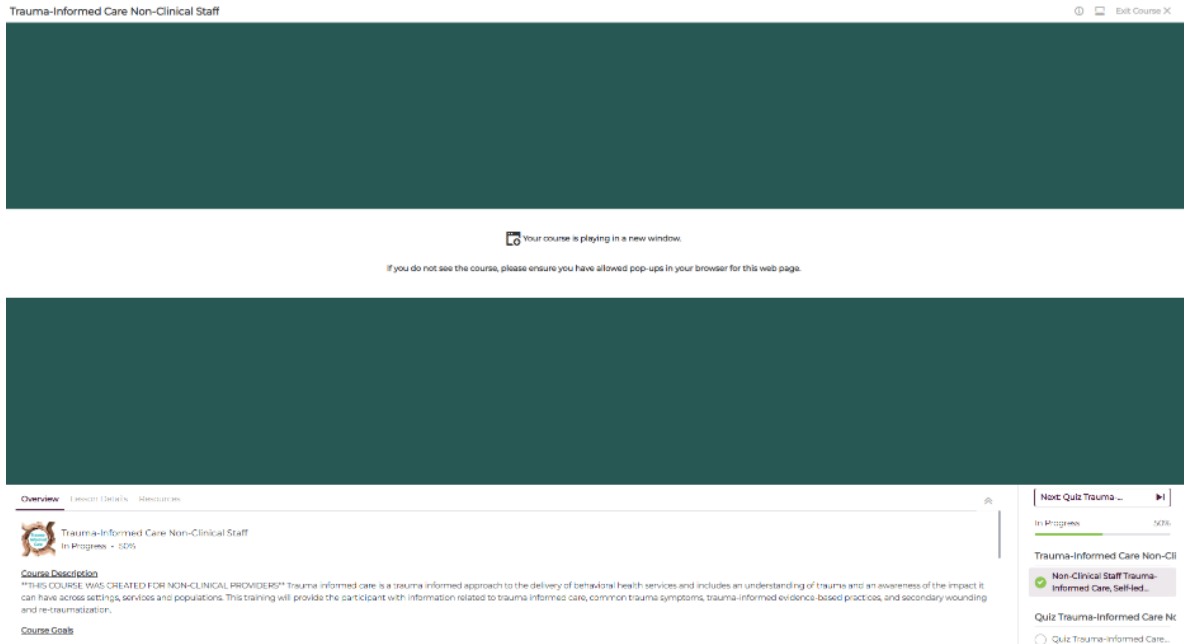 Trauma-Informed Care Non-Clinical Staff
Exit Course X
Your course is playing in a new window.
If you do not see the course, please ensure you have allowed pop-ups in your browser for this web page.
Overview Lesson Details Resources
Trauma-Informed Care Non-Clinical Staff
In Progress • 50%
Course Description
**THIS COURSE WAS CREATED FOR NON-CLINICAL PROVIDERS** Trauma informed care is a trauma informed approach to the delivery of behavioral health services and includes an understanding of trauma and an awareness of the impact it
can have across settings, services and populations. This training will provide the participant with information related to trauma informed care, common trauma symptoms, trauma-informed evidence-based practices, and secondary wounding
and re-traumatization.
Course Goals
Next: Quiz Trauma-...
In Progress 50%
Trauma-Informed Care Non-Cli
Non-Clinical Staff Trauma-
Informed Care, Self-led...
Quiz Trauma-Informed Care Nc
Quiz Trauma-Informed Care...